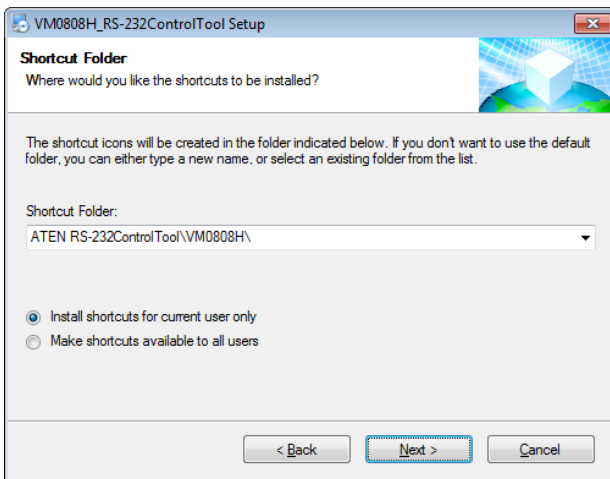 VM0808H_RS-232ControlTool Setup
Shortcut Folder
Where would you like the shortcuts to be installed?
The shortcut icons will be created in the folder indicated below. If you don't want to use the default
folder, you can either type a new name, or select an existing folder from the list.
Shortcut Folder:
ATEN RS-232ControlTool\VM0808H\
Install shortcuts for current user only
Make shortcuts available to all users
< Back
Next >
Cancel